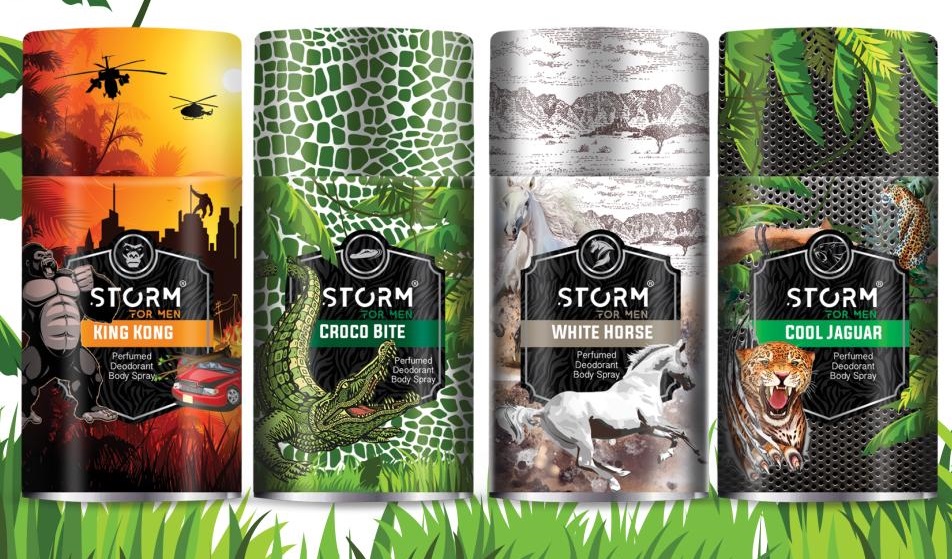 STORM®
FOR MEN
KING KONG
Perfumed
Deodorant
Body Spray
STORM®
FOR MEN
CROCO BITE
Perfumed
Deodorant
Body Spray
STORM®
FOR MEN
WHITE HORSE
Perfumed
Deodorant
Body Spray
STORM®
FOR MEN
COOL JAGUAR
Perfumed
Deodorant
Body Spray